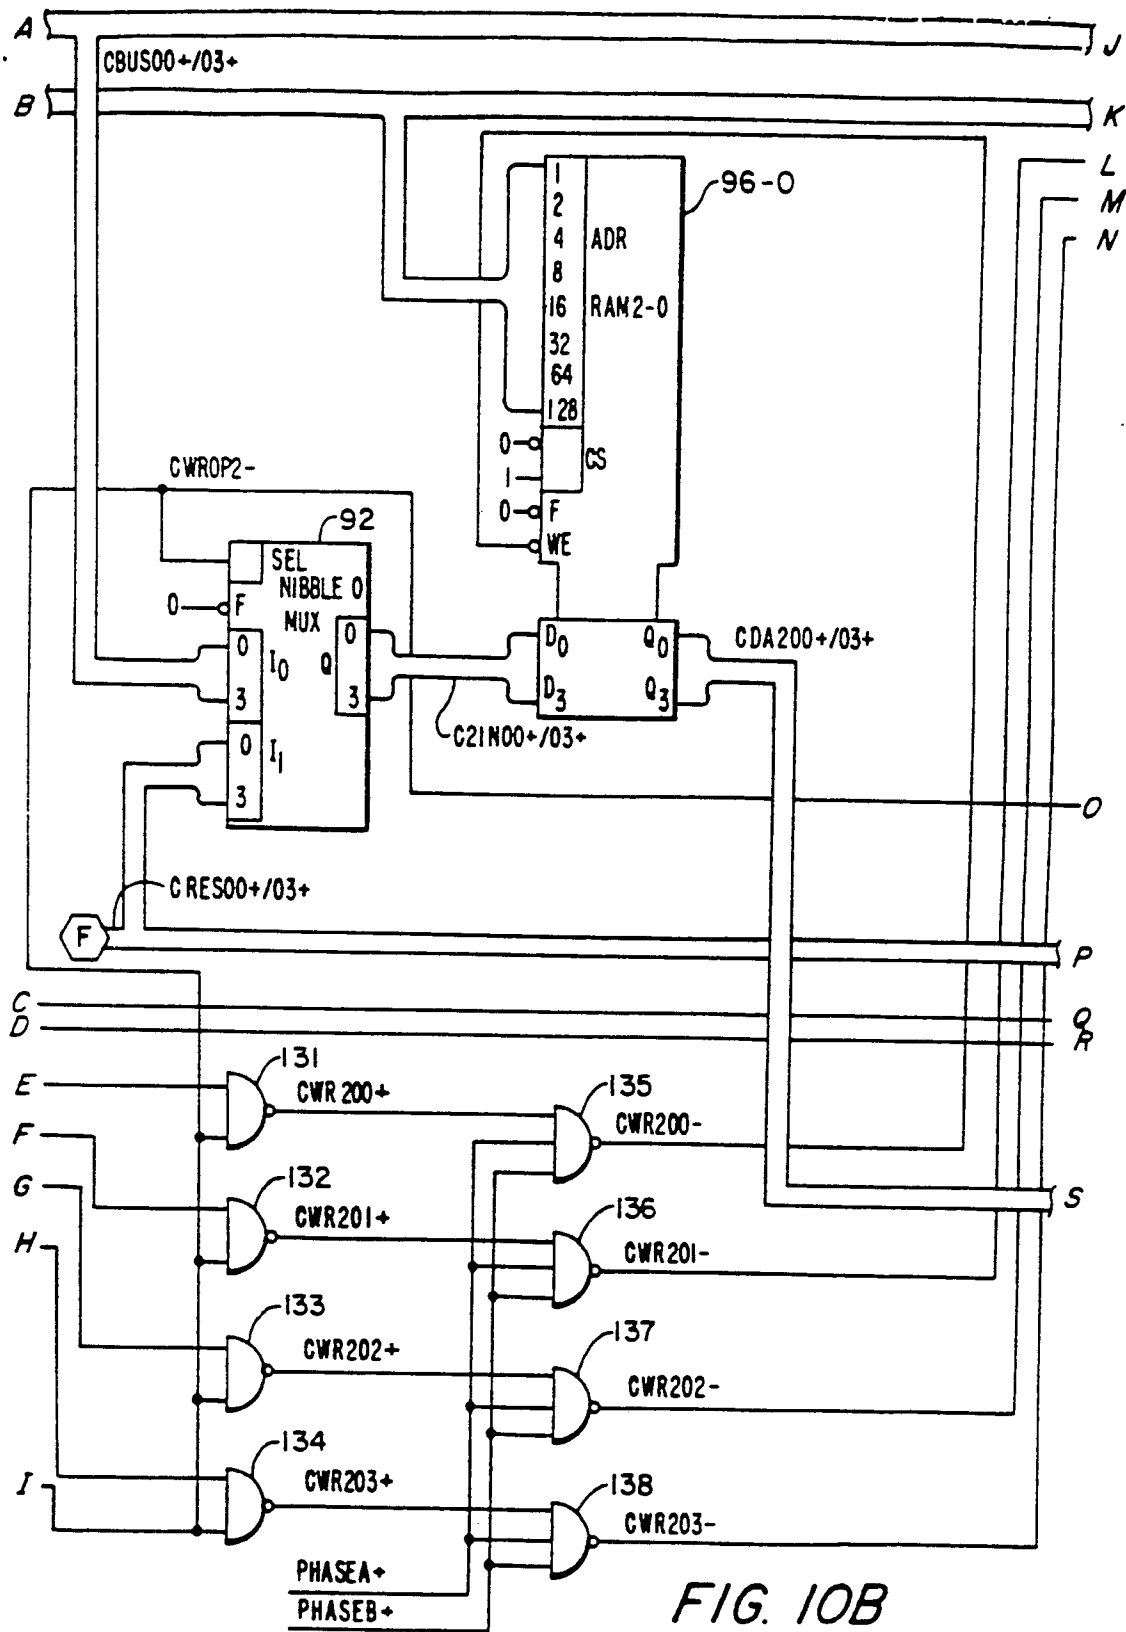 A
J
CBUS00+/03+
B
K
L
M
N
96-0
1
2
4 ADR
8
16 RAM2-0
32
64
128
0
CS
1
0 F
WE
CWROP2-
92
SEL
NIBBLE 0
MUX
0 F
0
I0
3
0
Q
3
0
I1
3
D0 Q0
D3 Q3
CDA200+/03+
C2IN00+/03+
O
CRES00+/03+
F
P
C
Q
D
R
E
131
CWR200+
135
CWR200-
F
G
132
CWR201+
S
136
H
CWR201-
133
CWR202+
137
CWR202-
134
I
CWR203+
138
CWR203-
PHASEA+
PHASEB+
FIG. 10B